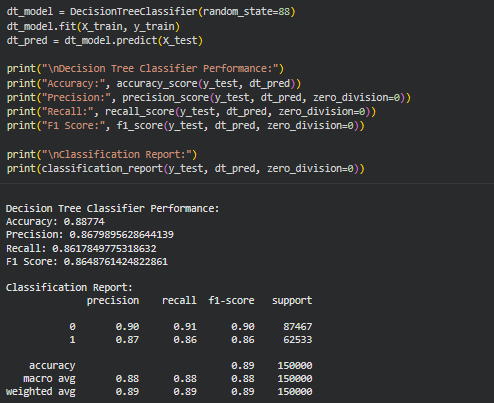 dt_model = DecisionTreeClassifier(random_state=88)
dt_model.fit(X_train, y_train)
dt_pred = dt_model.predict(X_test)

print("\nDecision Tree Classifier Performance:")
print("Accuracy:", accuracy_score(y_test, dt_pred))
print("Precision:", precision_score(y_test, dt_pred, zero_division=0))
print("Recall:", recall_score(y_test, dt_pred, zero_division=0))
print("F1 Score:", f1_score(y_test, dt_pred, zero_division=0))

print("\nClassification Report:")
print(classification_report(y_test, dt_pred, zero_division=0))

Decision Tree Classifier Performance:
Accuracy: 0.88774
Precision: 0.8679895628644139
Recall: 0.8617849775318632
F1 Score: 0.8648761424822861

Classification Report:
              precision    recall  f1-score   support

           0       0.90      0.91      0.90     87467
           1       0.87      0.86      0.86     62533

    accuracy                           0.89    150000
   macro avg       0.88      0.88      0.88    150000
weighted avg       0.89      0.89      0.89    150000